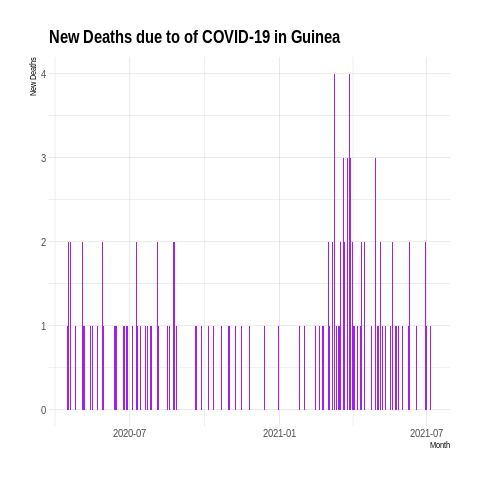 New Deaths due to of COVID-19 in Guinea
New Deaths
4
3
2
1
0
2020-07
2021-01
2021-07
Month